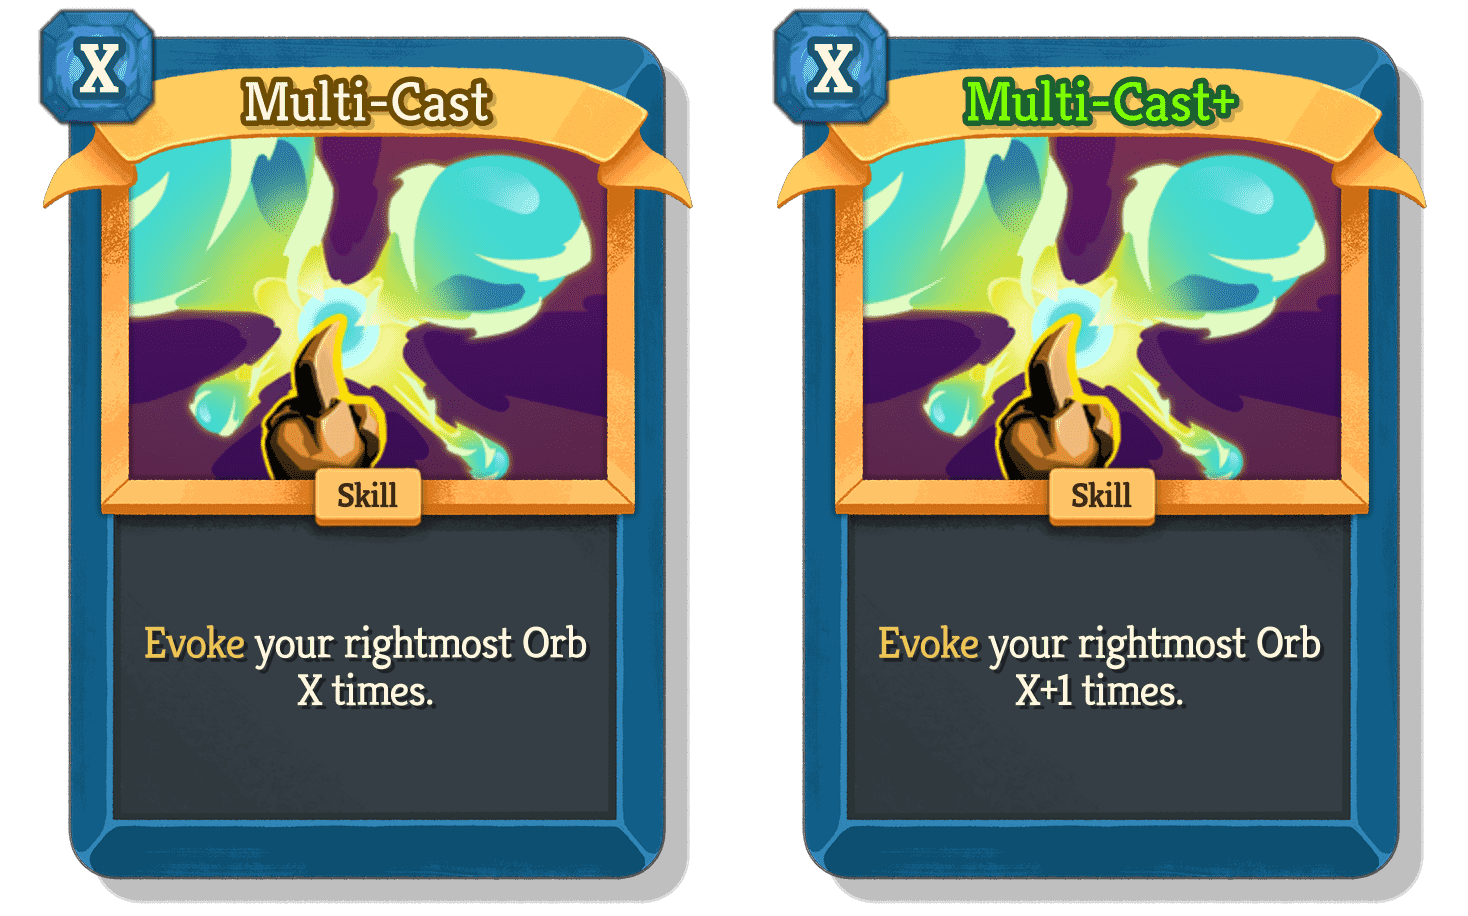 X
Multi-Cast
Skill
Evoke your rightmost Orb
X times.
X
Multi-Cast+
Skill
Evoke your rightmost Orb
X+1 times.